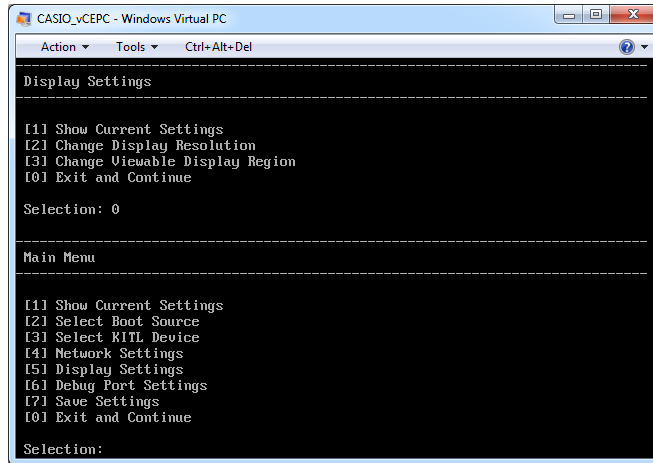 CASIO_vCEPC - Windows Virtual PC
Action Tools Ctrl+Alt+Del
Display Settings
[1] Show Current Settings
[2] Change Display Resolution
[3] Change Viewable Display Region
[0] Exit and Continue
Selection: 0
Main Menu
[1] Show Current Settings
[2] Select Boot Source
[3] Select KITL Device
[4] Network Settings
[5] Display Settings
[6] Debug Port Settings
[7] Save Settings
[0] Exit and Continue
Selection: